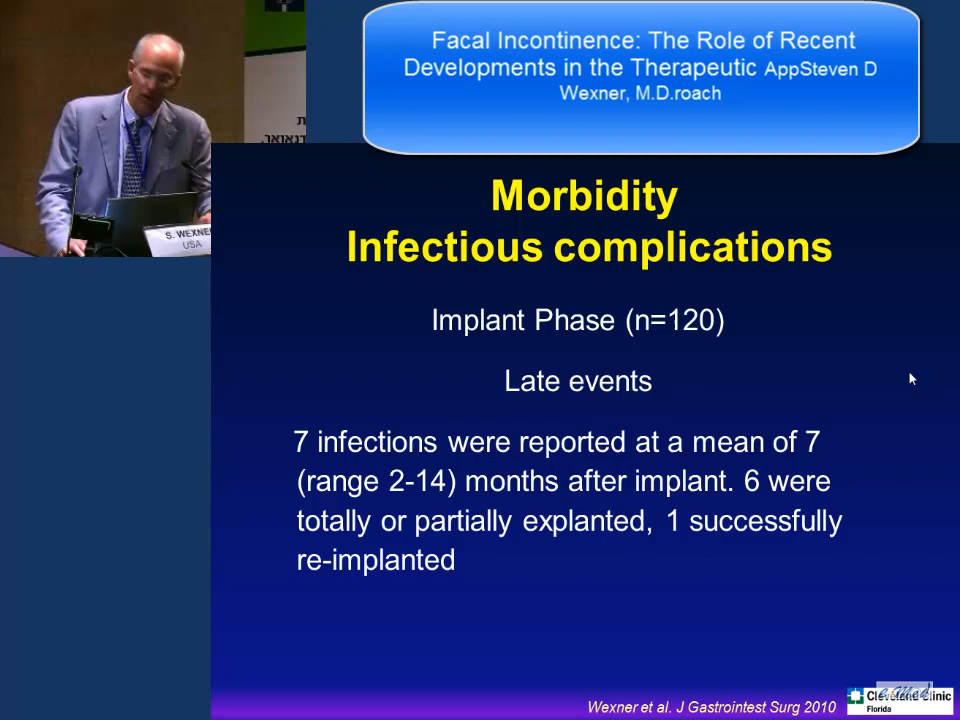 Facal Incontinence: The Role of Recent
Developments in the Therapeutic AppSteven D
Wexner, M.D.roach
S. WEXNER
USA
Morbidity
Infectious complications
Implant Phase (n=120)
Late events
7 infections were reported at a mean of 7
(range 2-14) months after implant. 6 were
totally or partially explanted, 1 successfully
re-implanted
Wexner et al. J Gastrointest Surg 2010
Cleveland Clinic
Florida